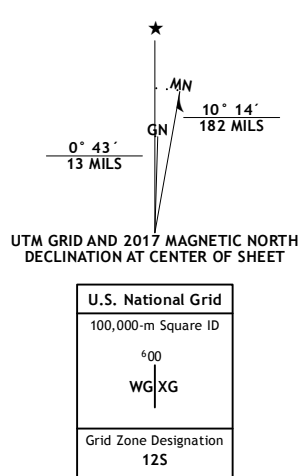 ★
MN
GN
10° 14´
182 MILS
0° 43´
13 MILS
UTM GRID AND 2017 MAGNETIC NORTH
DECLINATION AT CENTER OF SHEET
U.S. National Grid
100,000-m Square ID
⁶00
WG XG
Grid Zone Designation
12S